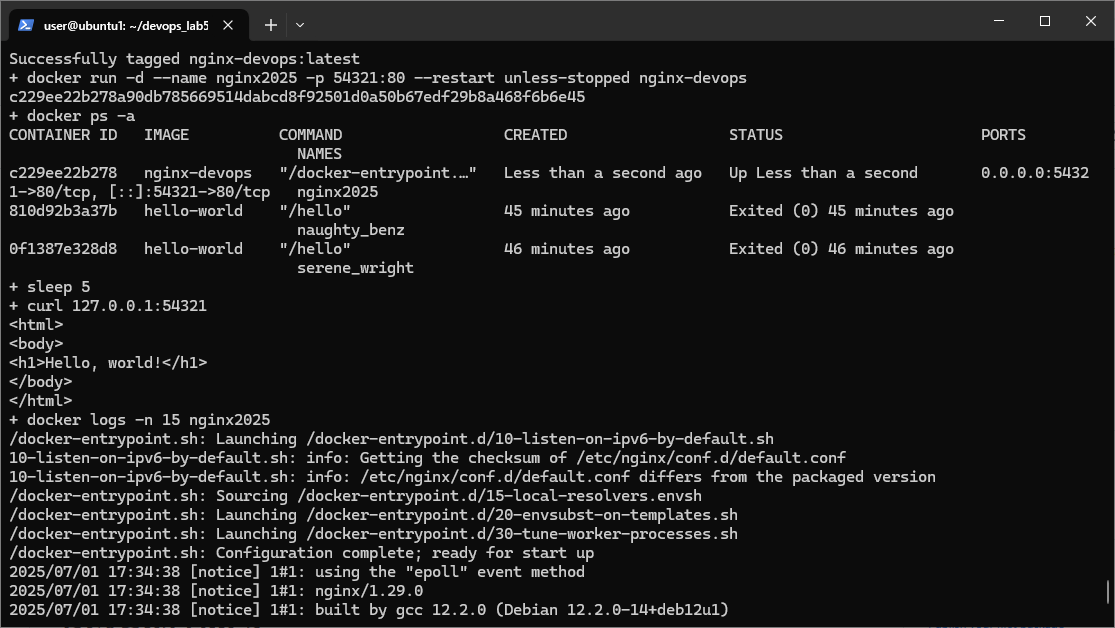 user@ubuntu1: ~/devops_lab5
Successfully tagged nginx-devops:latest
+ docker run -d --name nginx2025 -p 54321:80 --restart unless-stopped nginx-devops
c229ee22b278a90db785669514dabcd8f92501d0a50b67edf29b8a468f6b6e45
+ docker ps -a
CONTAINER ID   IMAGE          COMMAND                  CREATED                  STATUS                      PORTS
                                NAMES
c229ee22b278   nginx-devops   "/docker-entrypoint.…"   Less than a second ago   Up Less than a second       0.0.0.0:5432
1->80/tcp, [::]:54321->80/tcp   nginx2025
810d92b3a37b   hello-world    "/hello"                 45 minutes ago           Exited (0) 45 minutes ago
                                naughty_benz
0f1387e328d8   hello-world    "/hello"                 46 minutes ago           Exited (0) 46 minutes ago
                                serene_wright
+ sleep 5
+ curl 127.0.0.1:54321
<html>
<body>
<h1>Hello, world!</h1>
</body>
</html>
+ docker logs -n 15 nginx2025
/docker-entrypoint.sh: Launching /docker-entrypoint.d/10-listen-on-ipv6-by-default.sh
10-listen-on-ipv6-by-default.sh: info: Getting the checksum of /etc/nginx/conf.d/default.conf
10-listen-on-ipv6-by-default.sh: info: /etc/nginx/conf.d/default.conf differs from the packaged version
/docker-entrypoint.sh: Sourcing /docker-entrypoint.d/15-local-resolvers.envsh
/docker-entrypoint.sh: Launching /docker-entrypoint.d/20-envsubst-on-templates.sh
/docker-entrypoint.sh: Launching /docker-entrypoint.d/30-tune-worker-processes.sh
/docker-entrypoint.sh: Configuration complete; ready for start up
2025/07/01 17:34:38 [notice] 1#1: using the "epoll" event method
2025/07/01 17:34:38 [notice] 1#1: nginx/1.29.0
2025/07/01 17:34:38 [notice] 1#1: built by gcc 12.2.0 (Debian 12.2.0-14+deb12u1)